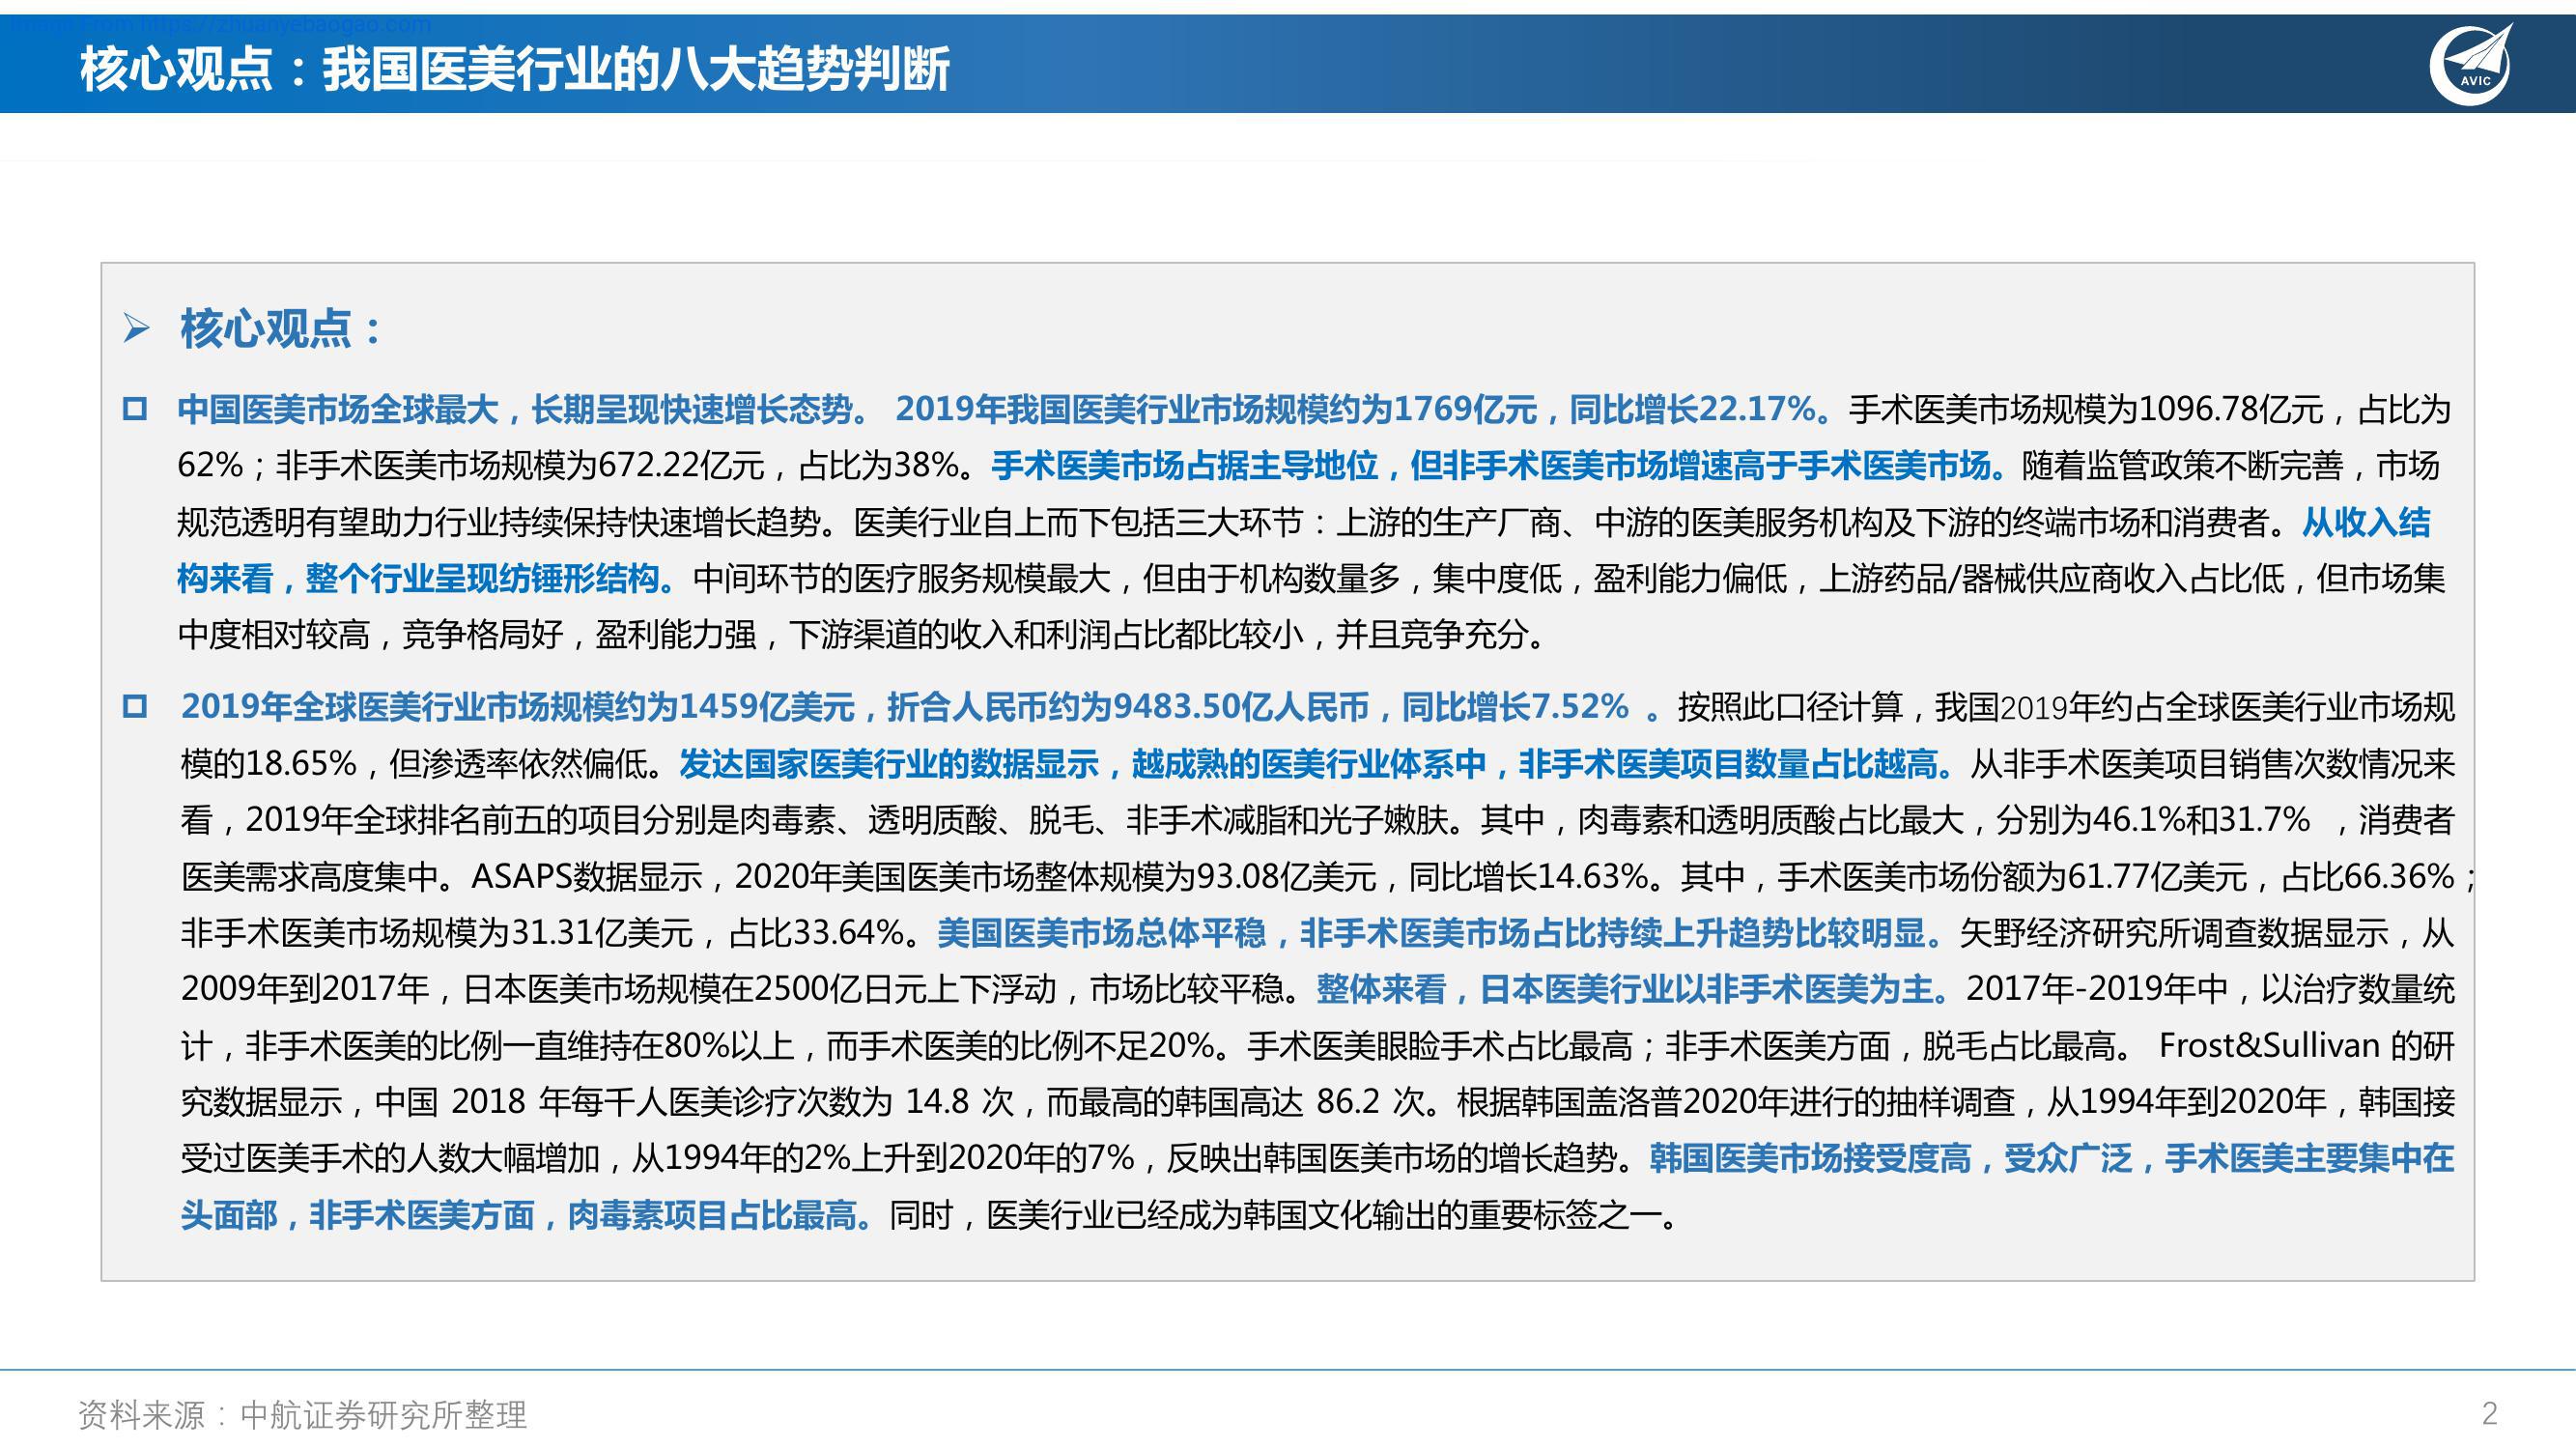 Image From https://zhuanyebaogao.com
核心观点：我国医美行业的八大趋势判断
AVIC
核心观点：
中国医美市场全球最大，长期呈现快速增长态势。 2019年我国医美行业市场规模约为1769亿元，同比增长22.17%。手术医美市场规模为1096.78亿元，占比为
62%；非手术医美市场规模为672.22亿元，占比为38%。手术医美市场占据主导地位，但非手术医美市场增速高于手术医美市场。随着监管政策不断完善，市场
规范透明有望助力行业持续保持快速增长趋势。医美行业自上而下包括三大环节：上游的生产厂商、中游的医美服务机构及下游的终端市场和消费者。从收入结
构来看，整个行业呈现纺锤形结构。中间环节的医疗服务规模最大，但由于机构数量多，集中度低，盈利能力偏低，上游药品/器械供应商收入占比低，但市场集
中度相对较高，竞争格局好，盈利能力强，下游渠道的收入和利润占比都比较小，并且竞争充分。
2019年全球医美行业市场规模约为1459亿美元，折合人民币约为9483.50亿人民币，同比增长7.52% 。按照此口径计算，我国2019年约占全球医美行业市场规
模的18.65%，但渗透率依然偏低。发达国家医美行业的数据显示，越成熟的医美行业体系中，非手术医美项目数量占比越高。从非手术医美项目销售次数情况来
看，2019年全球排名前五的项目分别是肉毒素、透明质酸、脱毛、非手术减脂和光子嫩肤。其中，肉毒素和透明质酸占比最大，分别为46.1%和31.7% ，消费者
医美需求高度集中。ASAPS数据显示，2020年美国医美市场整体规模为93.08亿美元，同比增长14.63%。其中，手术医美市场份额为61.77亿美元，占比66.36%；
非手术医美市场规模为31.31亿美元，占比33.64%。美国医美市场总体平稳，非手术医美市场占比持续上升趋势比较明显。矢野经济研究所调查数据显示，从
2009年到2017年，日本医美市场规模在2500亿日元上下浮动，市场比较平稳。整体来看，日本医美行业以非手术医美为主。2017年-2019年中，以治疗数量统
计，非手术医美的比例一直维持在80%以上，而手术医美的比例不足20%。手术医美眼睑手术占比最高；非手术医美方面，脱毛占比最高。 Frost&Sullivan 的研
究数据显示，中国 2018 年每千人医美诊疗次数为 14.8 次，而最高的韩国高达 86.2 次。根据韩国盖洛普2020年进行的抽样调查，从1994年到2020年，韩国接
受过医美手术的人数大幅增加，从1994年的2%上升到2020年的7%，反映出韩国医美市场的增长趋势。韩国医美市场接受度高，受众广泛，手术医美主要集中在
头面部，非手术医美方面，肉毒素项目占比最高。同时，医美行业已经成为韩国文化输出的重要标签之一。
资料来源：中航证券研究所整理
2